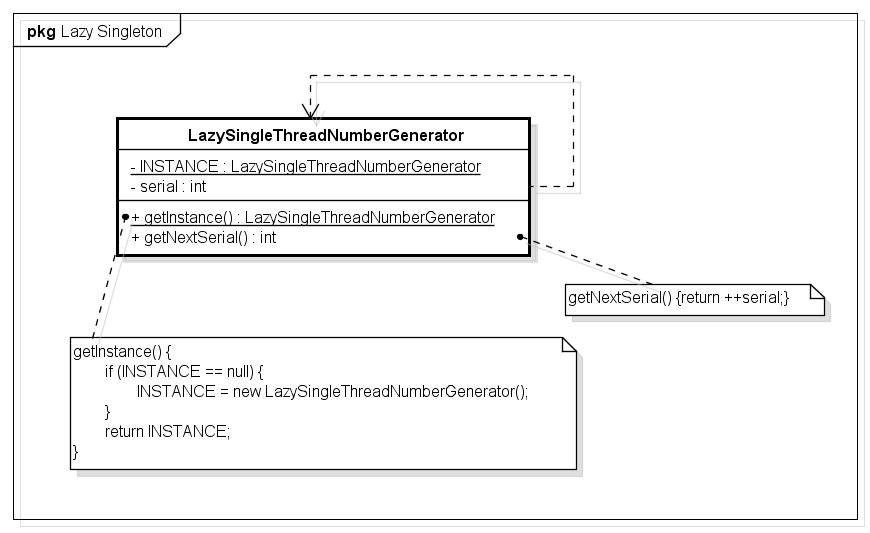 pkg Lazy Singleton
LazySingleThreadNumberGenerator
- INSTANCE : LazySingleThreadNumberGenerator
- serial : int
+ getInstance() : LazySingleThreadNumberGenerator
+ getNextSerial() : int
getNextSerial() {return ++serial;}
getInstance() {
if (INSTANCE == null) {
INSTANCE = new LazySingleThreadNumberGenerator();
}
return INSTANCE;
}